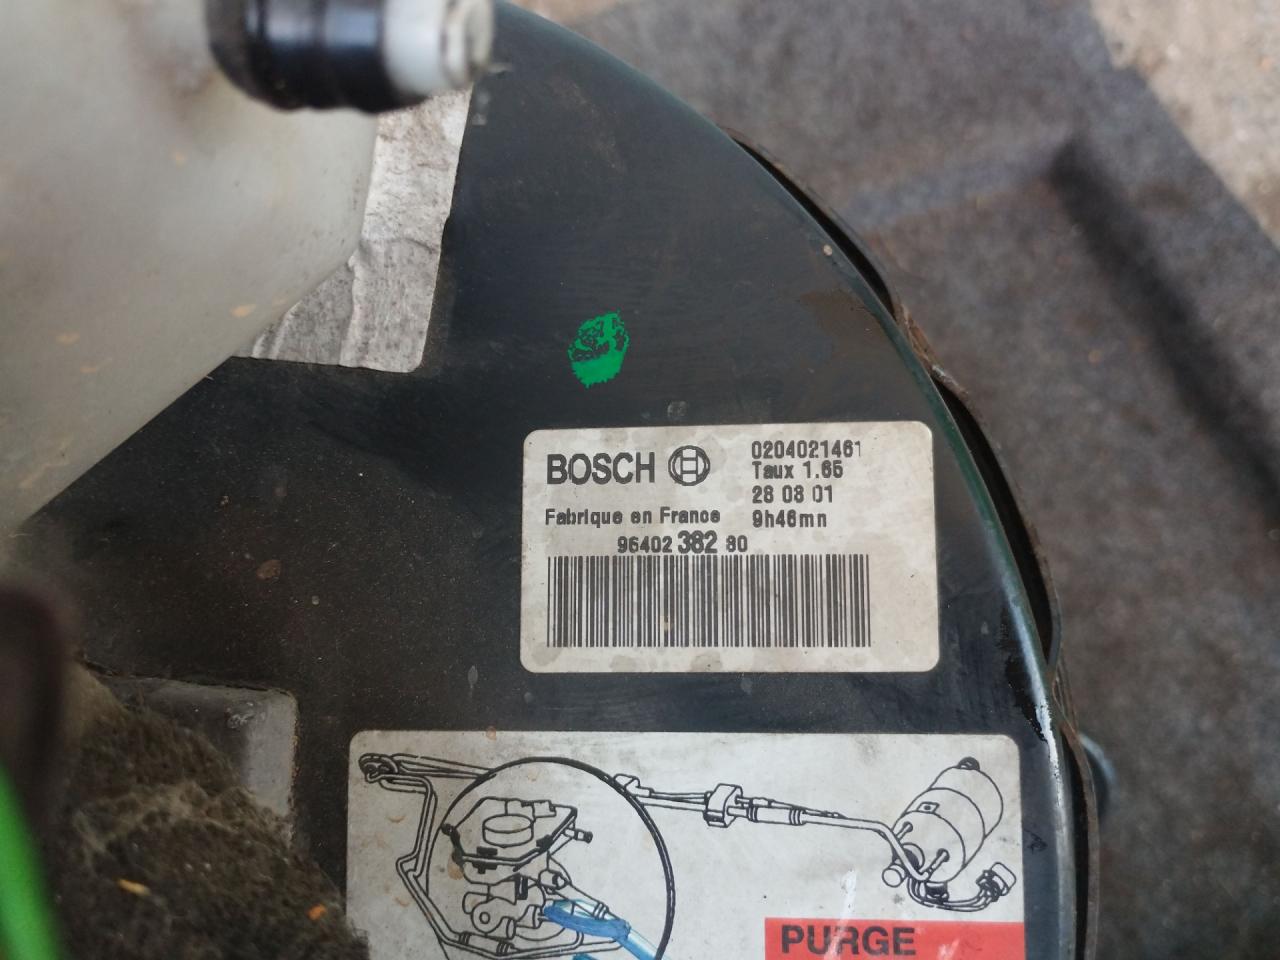 BOSCH
0204021461
Taux 1.65
28 08 01
Fabrique en France
9h46mn
96402 382 80
PURGE